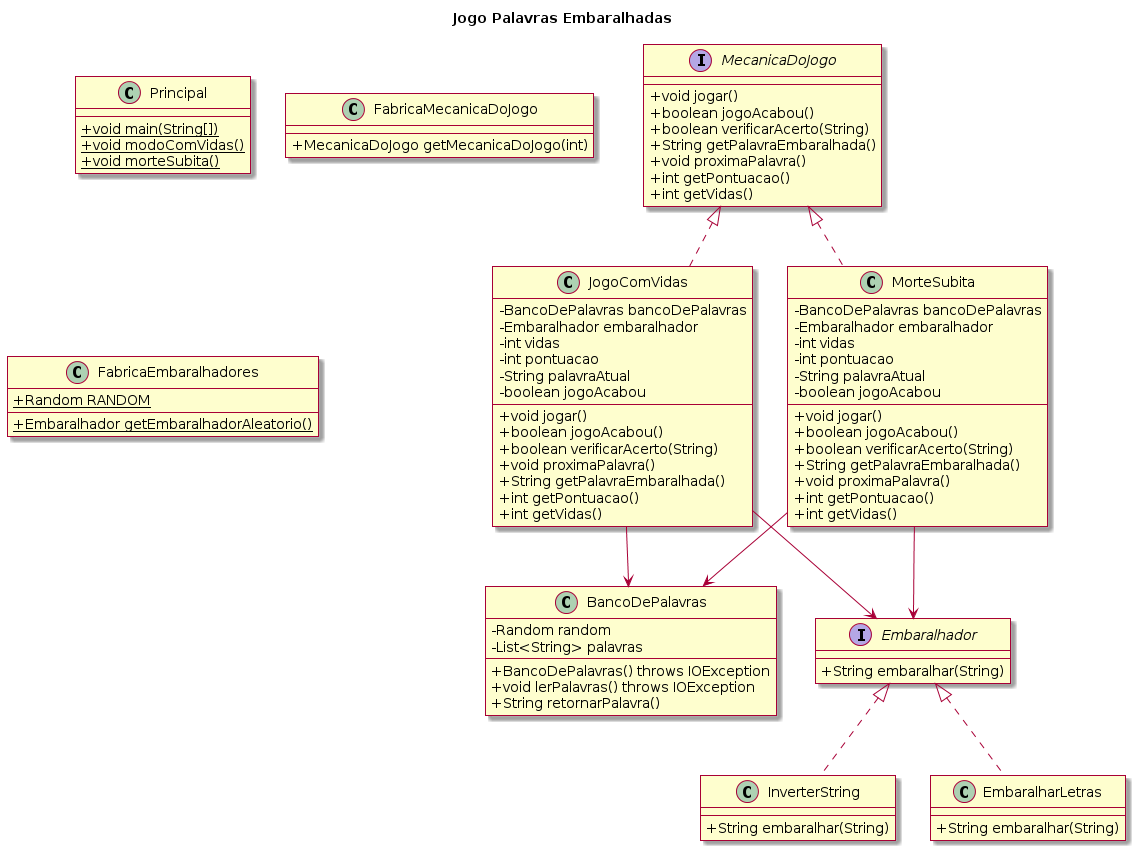 Jogo Palavras Embaralhadas
C Principal
+void main(String[])
+void modoComVidas()
+void morteSubita()
C FabricaMecanicaDoJogo
+MecanicaDoJogo getMecanicaDoJogo(int)
I MecanicaDoJogo
+void jogar()
+boolean jogoAcabou()
+boolean verificarAcerto(String)
+String getPalavraEmbaralhada()
+void proximaPalavra()
+int getPontuacao()
+int getVidas()
C FabricaEmbaralhadores
+Random RANDOM
+Embaralhador getEmbaralhadorAleatorio()
C JogoComVidas
-BancoDePalavras bancoDePalavras
-Embaralhador embaralhador
-int vidas
-int pontuacao
-String palavraAtual
-boolean jogoAcabou
+void jogar()
+boolean jogoAcabou()
+boolean verificarAcerto(String)
+void proximaPalavra()
+String getPalavraEmbaralhada()
+int getPontuacao()
+int getVidas()
C MorteSubita
-BancoDePalavras bancoDePalavras
-Embaralhador embaralhador
-int vidas
-int pontuacao
-String palavraAtual
-boolean jogoAcabou
+void jogar()
+boolean jogoAcabou()
+boolean verificarAcerto(String)
+String getPalavraEmbaralhada()
+void proximaPalavra()
+int getPontuacao()
+int getVidas()
C BancoDePalavras
-Random random
-List<String> palavras
+BancoDePalavras() throws IOException
+void lerPalavras() throws IOException
+String retornarPalavra()
I Embaralhador
+String embaralhar(String)
C InverterString
+String embaralhar(String)
C EmbaralharLetras
+String embaralhar(String)